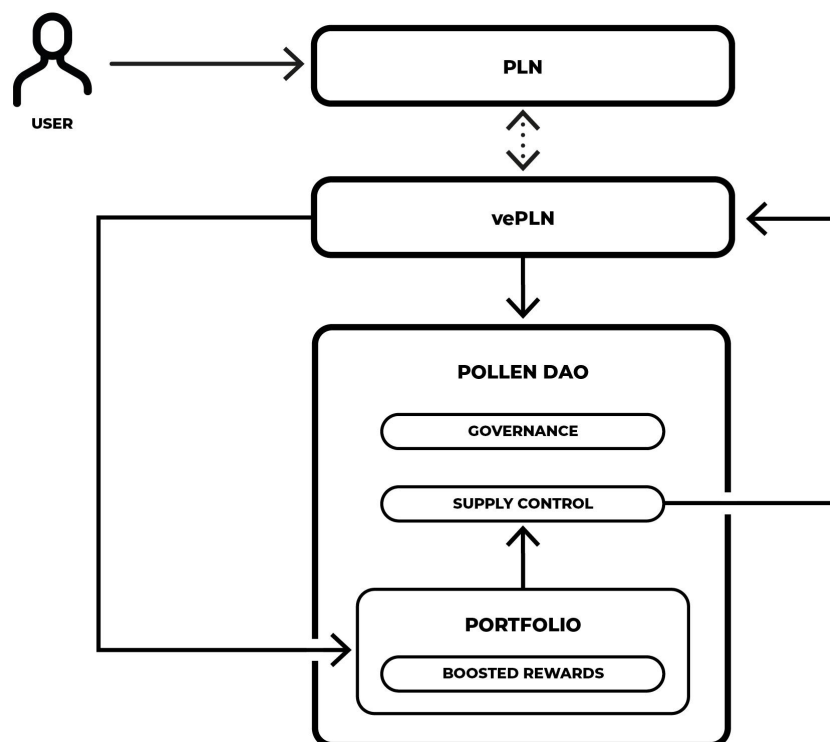 PLN
USER
vePLN
POLLEN DAO
GOVERNANCE
SUPPLY CONTROL
PORTFOLIO
BOOSTED REWARDS